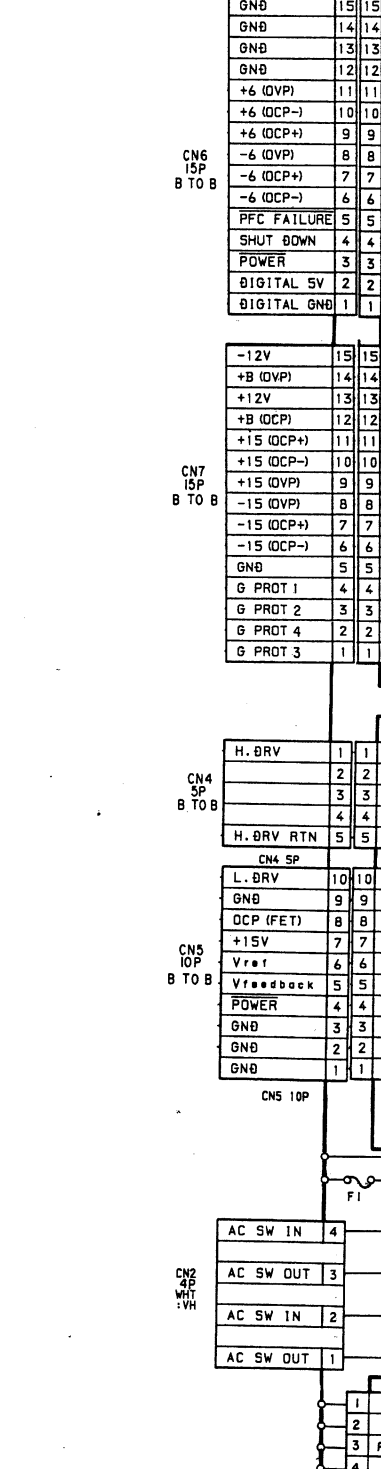 GND 15 15
GND 14 14
GND 13 13
GND 12 12
+6 (OVP) 11 11
+6 (OCP-) 10 10
+6 (OCP+) 9 9
-6 (OVP) 8 8
-6 (OCP+) 7 7
-6 (OCP-) 6 6
PFC FAILURE 5 5
SHUT DOWN 4 4
POWER 3 3
DIGITAL 5V 2 2
DIGITAL GND 1 1
CN6
15P
B TO B
-12V 15 15
+B (OVP) 14 14
+12V 13 13
+B (OCP) 12 12
+15 (OCP+) 11 11
+15 (OCP-) 10 10
+15 (OVP) 9 9
-15 (OVP) 8 8
-15 (OCP+) 7 7
-15 (OCP-) 6 6
GND 5 5
G PROT 1 4 4
G PROT 2 3 3
G PROT 4 2 2
G PROT 3 1 1
CN7
15P
B TO B
H.DRV 1 1
2 2
3 3
4 4
H.DRV RTN 5 5
CN4
5P
B TO B
CN4 5P
L.DRV 10 10
GND 9 9
OCP (FET) 8 8
+15V 7 7
Vref 6 6
Vfeedback 5 5
POWER 4 4
GND 3 3
GND 2 2
GND 1 1
CN5
10P
B TO B
CN5 10P
F1
AC SW IN 4
AC SW OUT 3
AC SW IN 2
AC SW OUT 1
CN2
4P
WHT
:VH
1
2
3
4